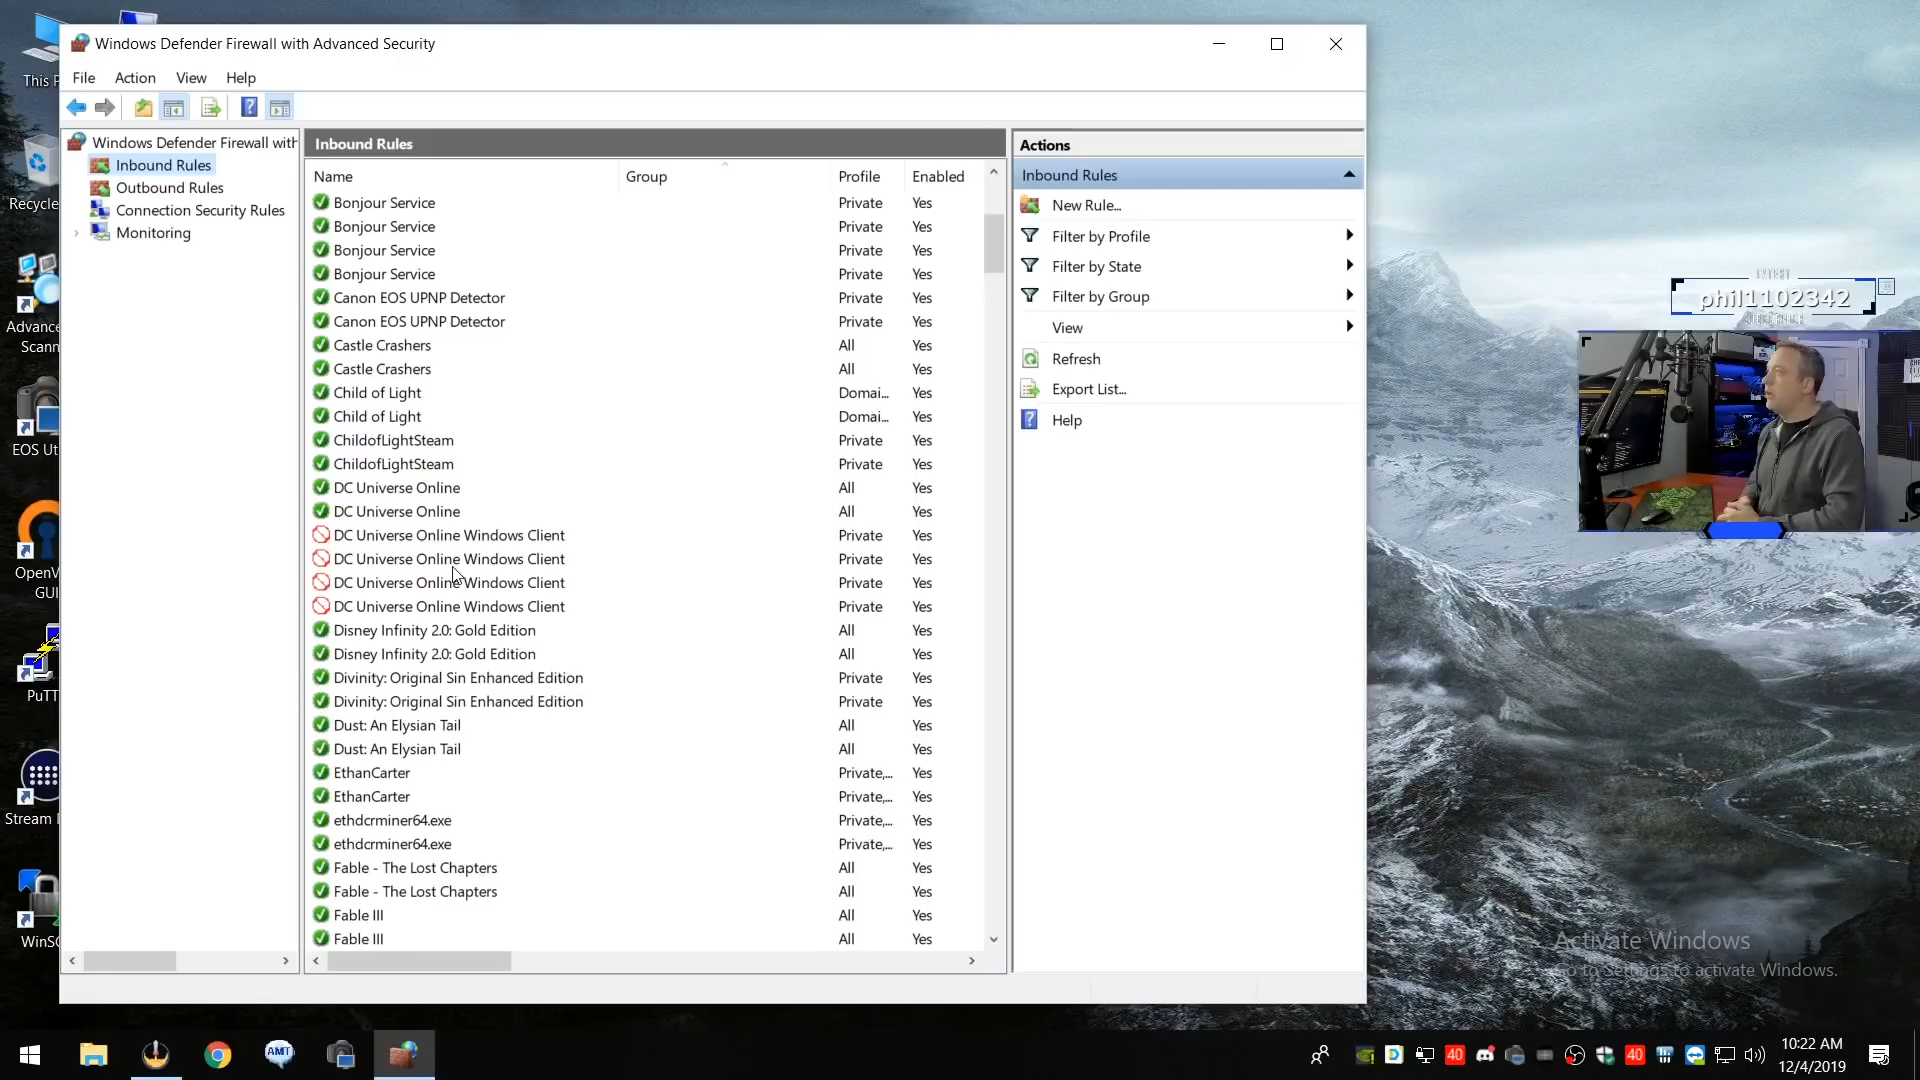 This P
Recycle
Advance
Scann
EOS Ut
OpenV
GUI
PuTT
Stream
WinSC
Windows Defender Firewall with Advanced Security
File Action View Help
Windows Defender Firewall with
Inbound Rules
Outbound Rules
Connection Security Rules
Monitoring
Inbound Rules
Name Group Profile Enabled
Bonjour Service Private Yes
Bonjour Service Private Yes
Bonjour Service Private Yes
Bonjour Service Private Yes
Canon EOS UPNP Detector Private Yes
Canon EOS UPNP Detector Private Yes
Castle Crashers All Yes
Castle Crashers All Yes
Child of Light Domai... Yes
Child of Light Domai... Yes
ChildofLightSteam Private Yes
ChildofLightSteam Private Yes
DC Universe Online All Yes
DC Universe Online All Yes
DC Universe Online Windows Client Private Yes
DC Universe Online Windows Client Private Yes
DC Universe Online Windows Client Private Yes
DC Universe Online Windows Client Private Yes
Disney Infinity 2.0: Gold Edition All Yes
Disney Infinity 2.0: Gold Edition All Yes
Divinity: Original Sin Enhanced Edition Private Yes
Divinity: Original Sin Enhanced Edition Private Yes
Dust: An Elysian Tail All Yes
Dust: An Elysian Tail All Yes
EthanCarter Private,... Yes
EthanCarter Private,... Yes
ethdcrminer64.exe Private,... Yes
ethdcrminer64.exe Private,... Yes
Fable - The Lost Chapters All Yes
Fable - The Lost Chapters All Yes
Fable III All Yes
Fable III All Yes
Actions
Inbound Rules
New Rule...
Filter by Profile
Filter by State
Filter by Group
View
Refresh
Export List...
Help
LATEST
phil1102342
Activate Windows
Go to Settings to activate Windows.
AMT
40
40
10:22 AM
12/4/2019